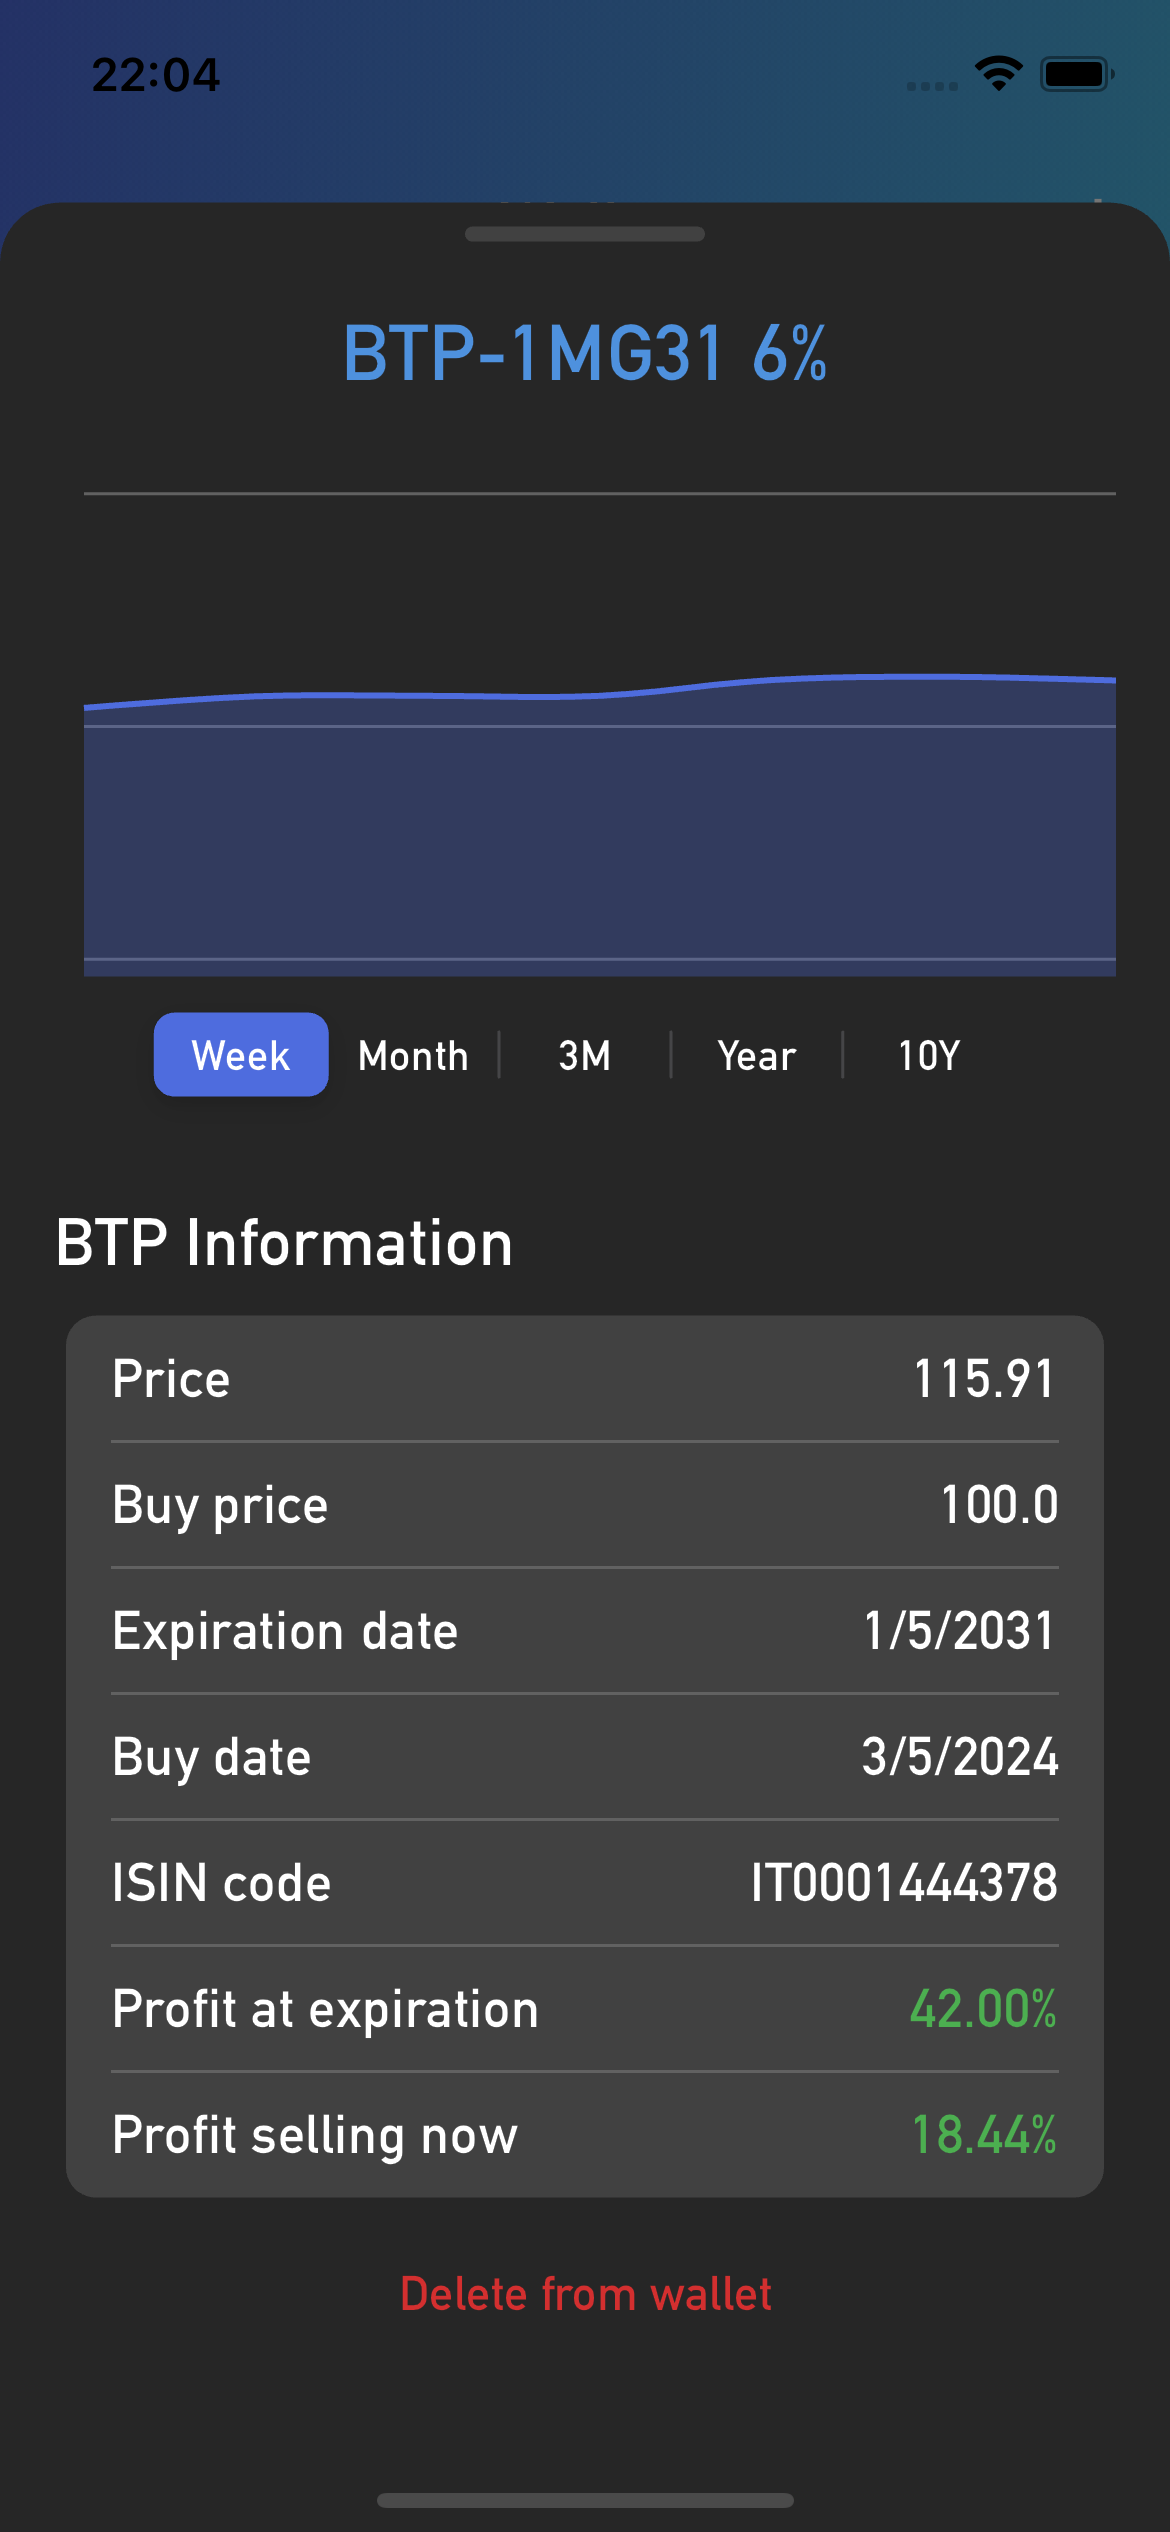 22:04
BTP-1MG31 6%
Week Month 3M Year 10Y
BTP Information
Price 115.91
Buy price 100.0
Expiration date 1/5/2031
Buy date 3/5/2024
ISIN code IT0001444378
Profit at expiration 42.00%
Profit selling now 18.44%
Delete from wallet